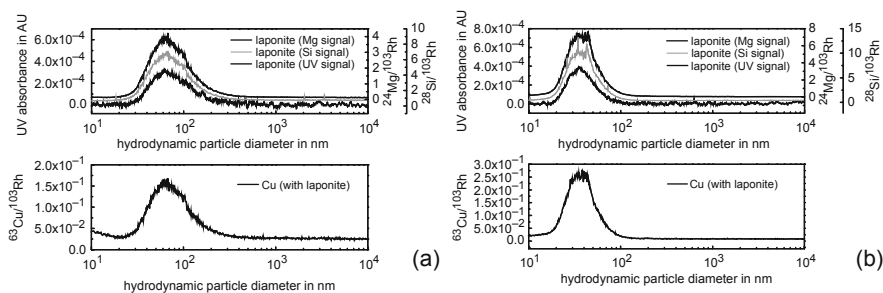 UV absorbance in AU
6.0x10⁻⁴
4.0x10⁻⁴
2.0x10⁻⁴
0.0
laponite (Mg signal)
laponite (Si signal)
laponite (UV signal)
4
3
2
1
0
²⁴Mg/¹⁰³Rh
10
8
6
4
2
0
²⁸Si/¹⁰³Rh
10¹ 10² 10³ 10⁴
hydrodynamic particle diameter in nm
⁶³Cu/¹⁰³Rh
2.0x10⁻¹
1.5x10⁻¹
1.0x10⁻¹
5.0x10⁻²
0.0
Cu (with laponite)
10¹ 10² 10³ 10⁴
hydrodynamic particle diameter in nm
(a)
UV absorbance in AU
8.0x10⁻⁴
6.0x10⁻⁴
4.0x10⁻⁴
2.0x10⁻⁴
0.0
laponite (Mg signal)
laponite (Si signal)
laponite (UV signal)
8
6
4
2
0
²⁴Mg/¹⁰³Rh
15
10
5
0
²⁸Si/¹⁰³Rh
10¹ 10² 10³ 10⁴
hydrodynamic particle diameter in nm
⁶³Cu/¹⁰³Rh
3.0x10⁻¹
2.5x10⁻¹
2.0x10⁻¹
1.5x10⁻¹
1.0x10⁻¹
5.0x10⁻²
0.0
Cu (with laponite)
10¹ 10² 10³ 10⁴
hydrodynamic particle diameter in nm
(b)